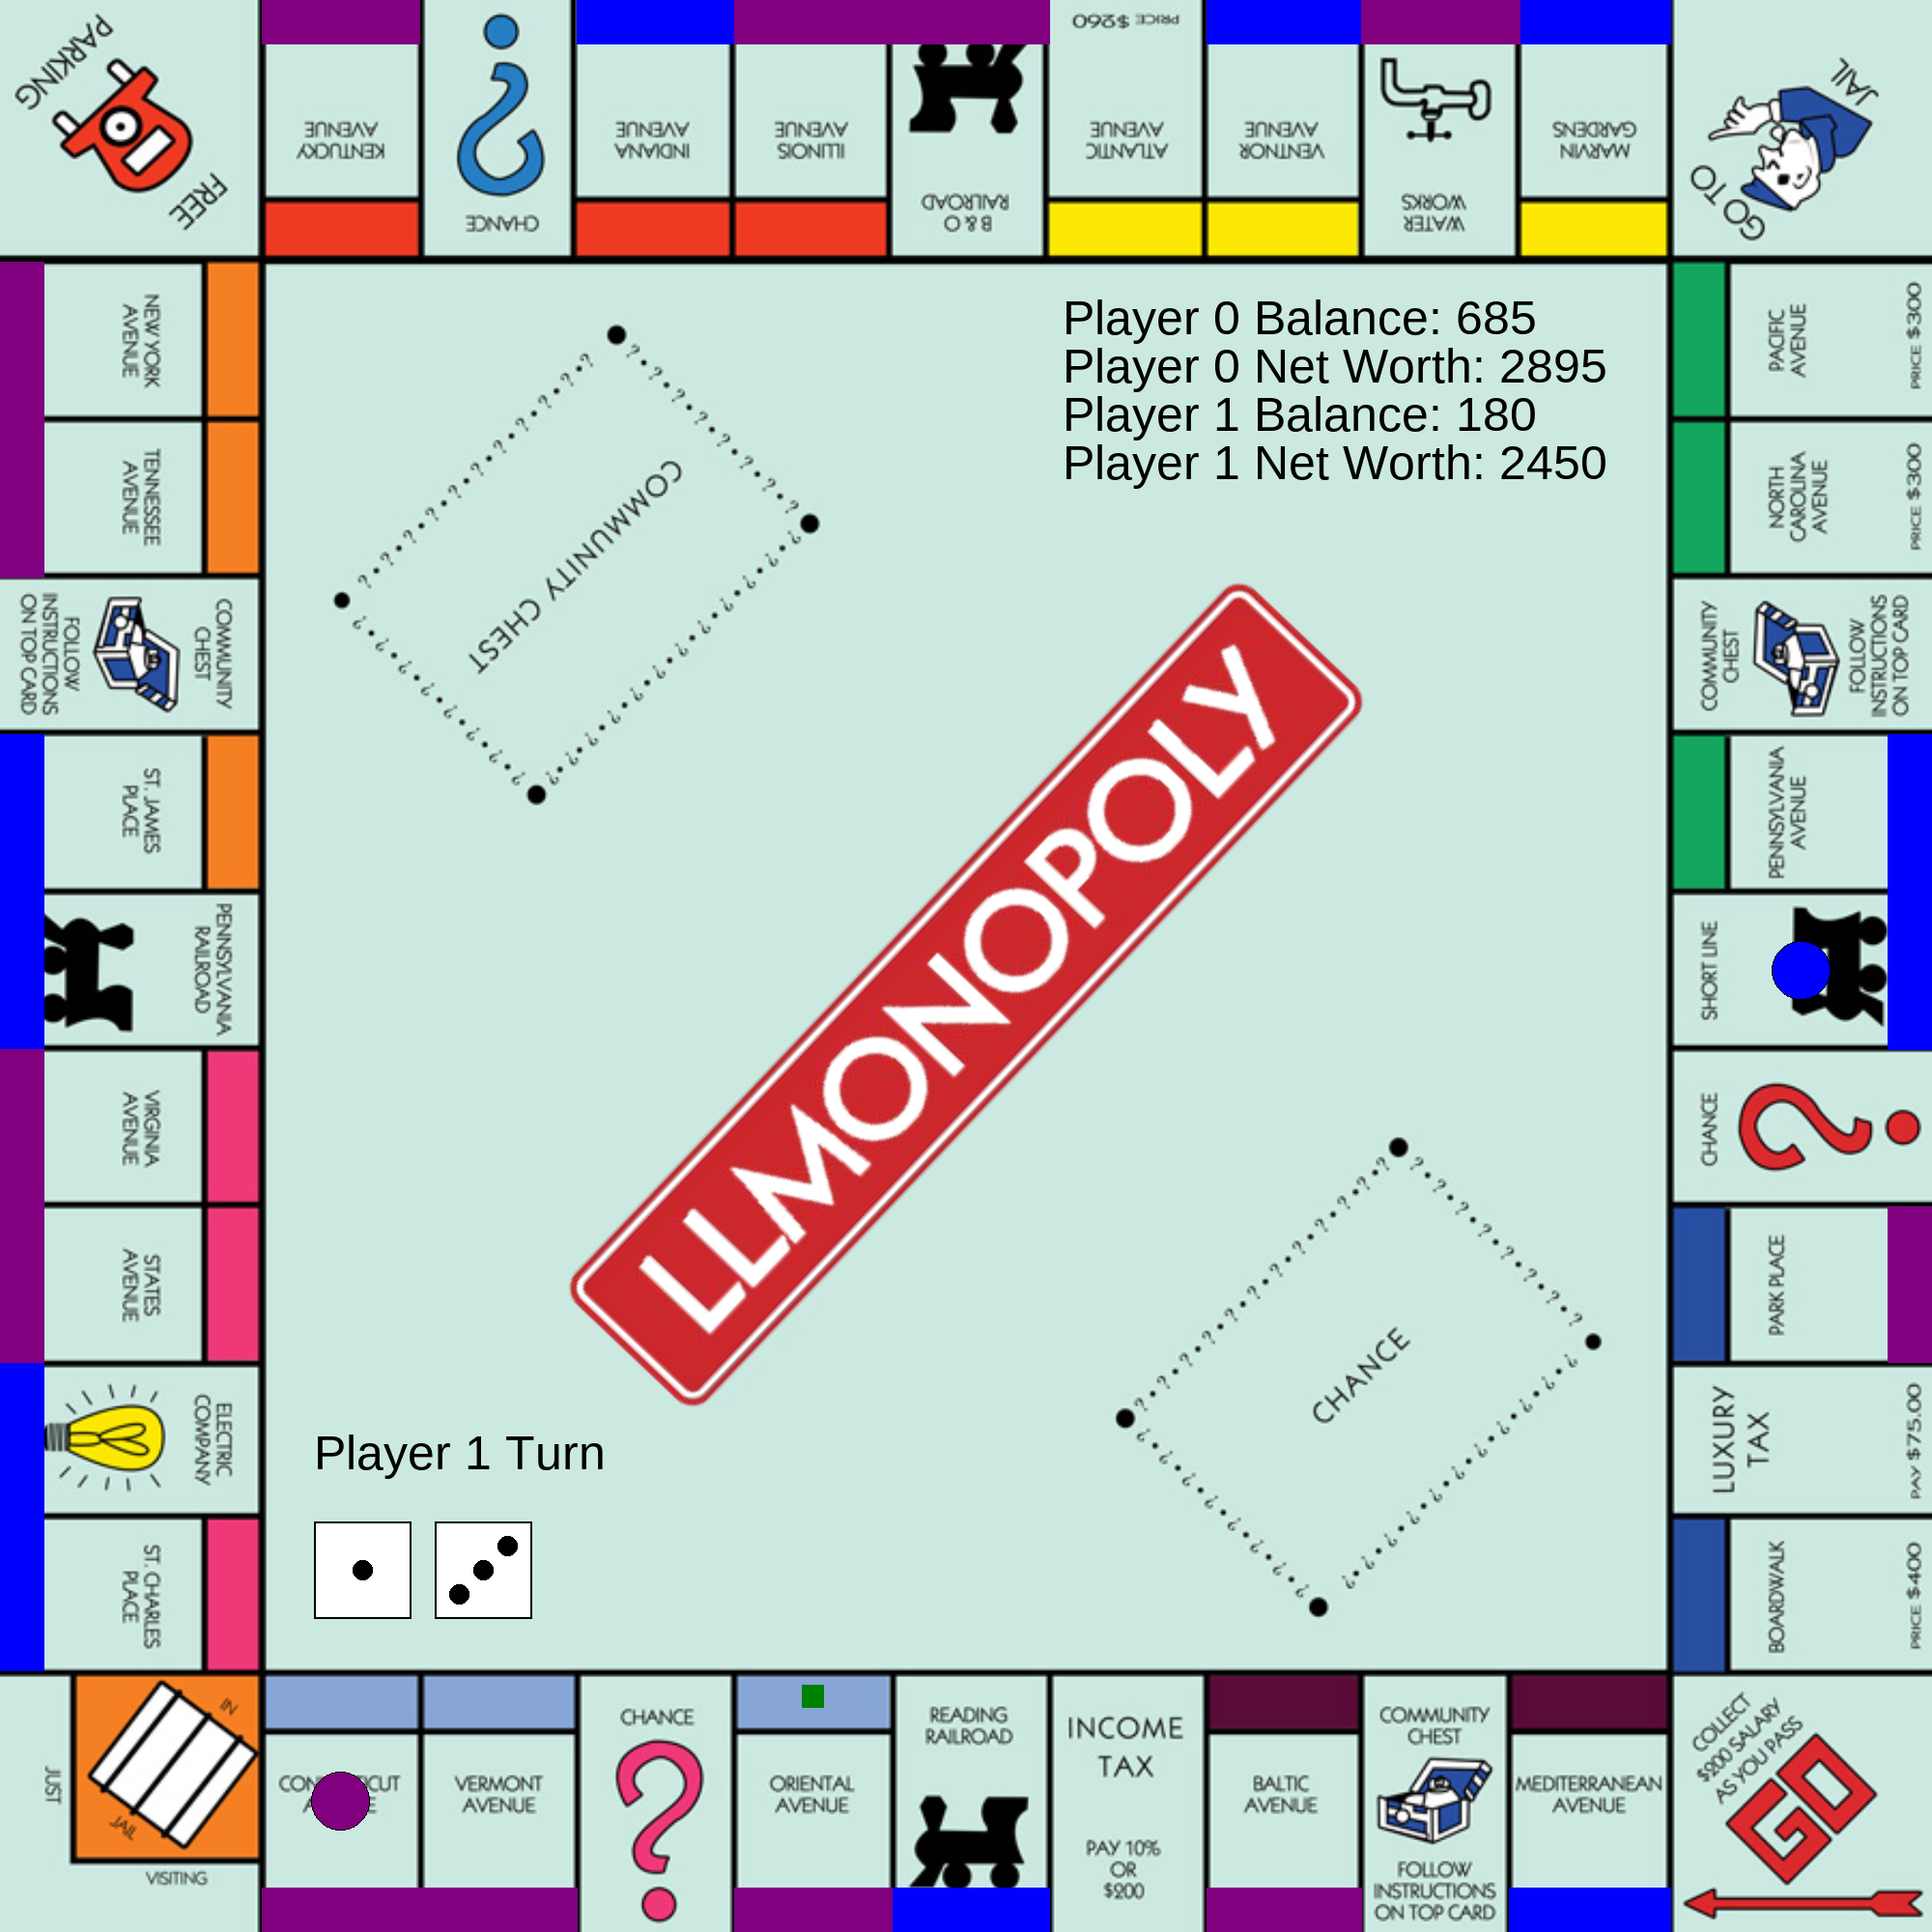 PARKING
FREE
KENTUCKY
AVENUE
CHANCE
INDIANA
AVENUE
ILLINOIS
AVENUE
B & O
RAILROAD
PRICE $260
ATLANTIC
AVENUE
VENTNOR
AVENUE
WATER
WORKS
MARVIN
GARDENS
GO TO
JAIL
NEW YORK
AVENUE
TENNESSEE
AVENUE
COMMUNITY
CHEST
FOLLOW
INSTRUCTIONS
ON TOP CARD
ST. JAMES
PLACE
PENNSYLVANIA
RAILROAD
VIRGINIA
AVENUE
STATES
AVENUE
ELECTRIC
COMPANY
ST. CHARLES
PLACE
Player 0 Balance: 685
Player 0 Net Worth: 2895
Player 1 Balance: 180
Player 1 Net Worth: 2450
COMMUNITY CHEST
LLMONOPOLY
CHANCE
Player 1 Turn
PACIFIC
AVENUE
PRICE $300
NORTH
CAROLINA
AVENUE
PRICE $300
COMMUNITY
CHEST
FOLLOW
INSTRUCTIONS
ON TOP CARD
PENNSYLVANIA
AVENUE
SHORT LINE
CHANCE
PARK PLACE
LUXURY
TAX
PAY $75.00
BOARDWALK
PRICE $400
JUST
VISITING
IN
JAIL
VERMONT
AVENUE
CHANCE
ORIENTAL
AVENUE
READING
RAILROAD
INCOME
TAX
PAY 10%
OR
$200
BALTIC
AVENUE
COMMUNITY
CHEST
FOLLOW
INSTRUCTIONS
ON TOP CARD
MEDITERRANEAN
AVENUE
COLLECT
$200 SALARY
AS YOU PASS
GO